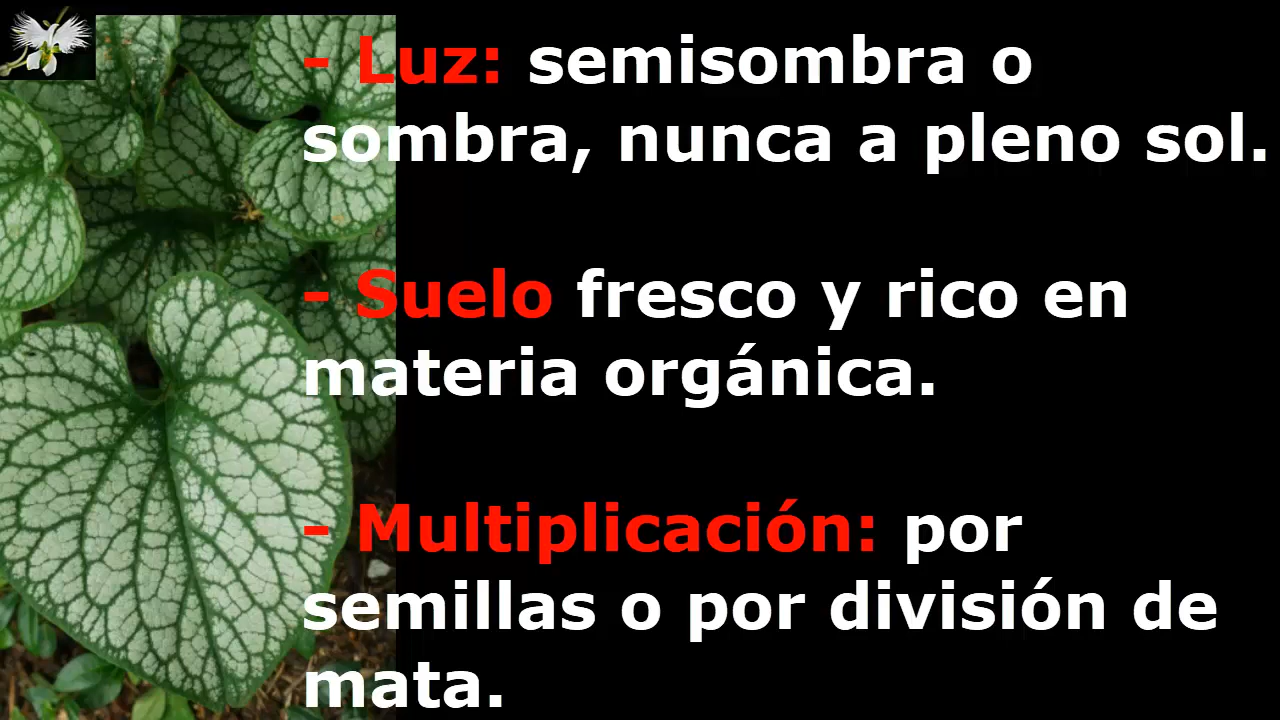 - Luz: semisombra o
sombra, nunca a pleno sol.
- Suelo fresco y rico en
materia orgánica.
- Multiplicación: por
semillas o por división de
mata.